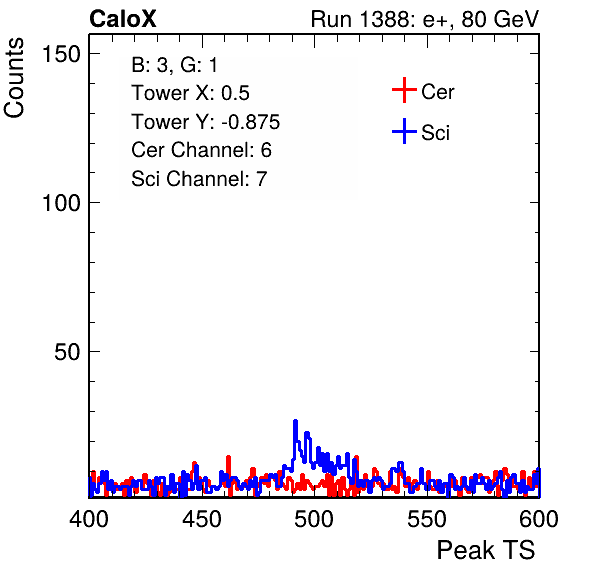 CaloX Run 1388: e+, 80 GeV
Counts
B: 3, G: 1
Tower X: 0.5
Tower Y: -0.875
Cer Channel: 6
Sci Channel: 7
Cer
Sci
150
100
50
400 450 500 550 600
Peak TS